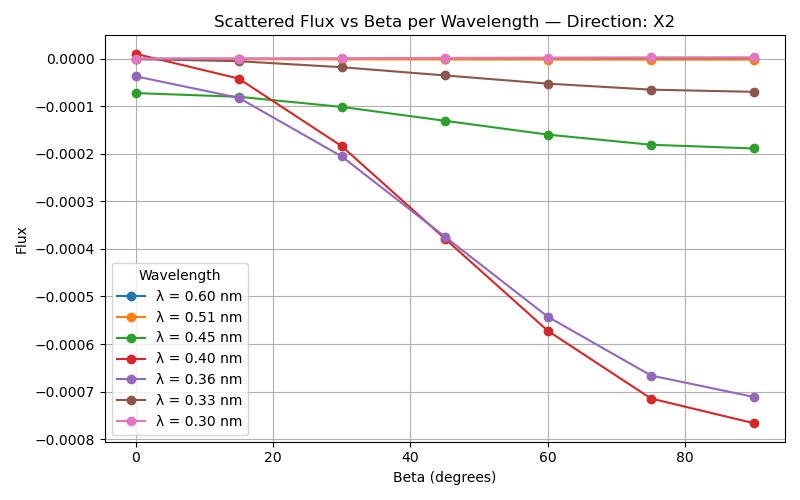 Scattered Flux vs Beta per Wavelength — Direction: X2
Flux
0.0000
−0.0001
−0.0002
−0.0003
−0.0004
−0.0005
−0.0006
−0.0007
−0.0008
Wavelength
λ = 0.60 nm
λ = 0.51 nm
λ = 0.45 nm
λ = 0.40 nm
λ = 0.36 nm
λ = 0.33 nm
λ = 0.30 nm
0 20 40 60 80
Beta (degrees)